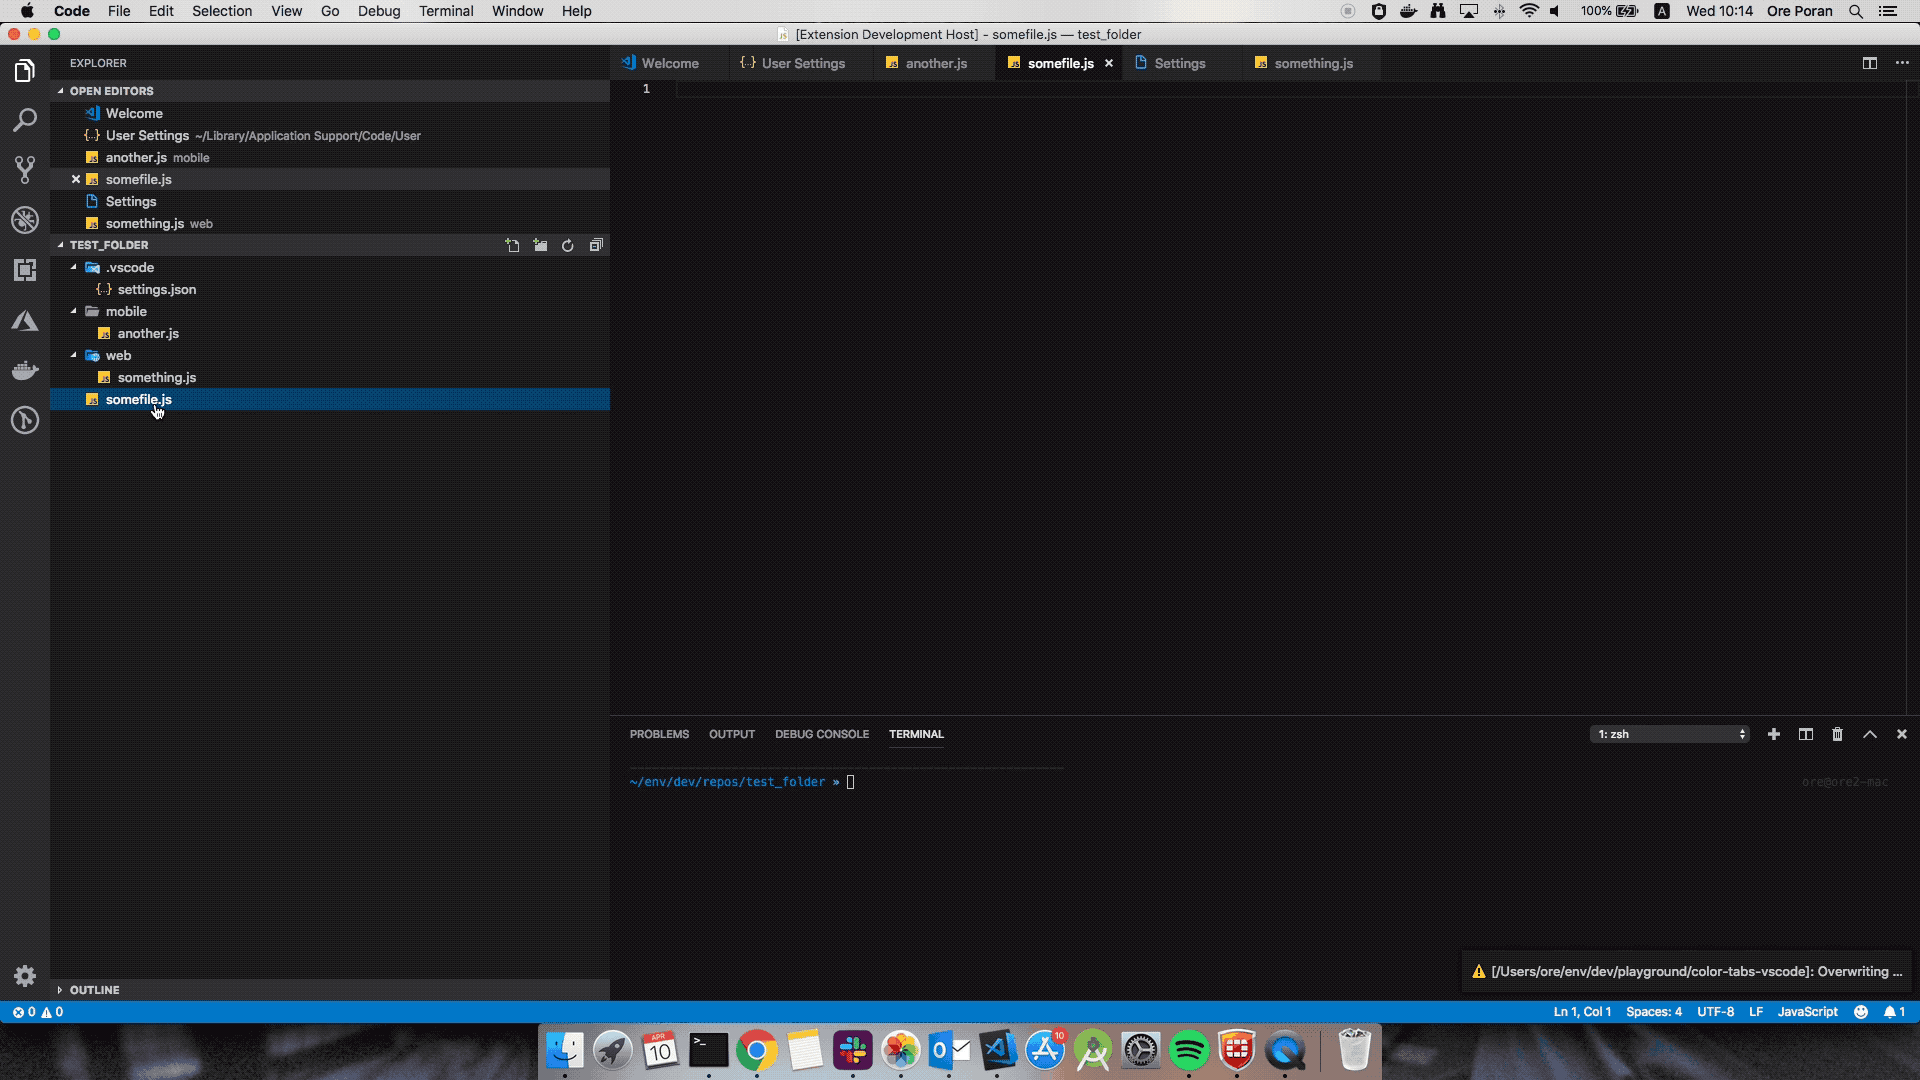 Code File Edit Selection View Go Debug Terminal Window Help 100% A Wed 10:14 Ore Poran
[Extension Development Host] - somefile.js — test_folder
EXPLORER
OPEN EDITORS
Welcome
User Settings ~/Library/Application Support/Code/User
another.js mobile
somefile.js
Settings
something.js web
TEST_FOLDER
.vscode
settings.json
mobile
another.js
web
something.js
somefile.js
OUTLINE
Welcome User Settings another.js somefile.js Settings something.js
1
PROBLEMS OUTPUT DEBUG CONSOLE TERMINAL 1: zsh
~/env/dev/repos/test_folder » ore@ore2-mac
[/Users/ore/env/dev/playground/color-tabs-vscode]: Overwriting ...
0 0 Ln 1, Col 1 Spaces: 4 UTF-8 LF JavaScript 1
APR
10
10